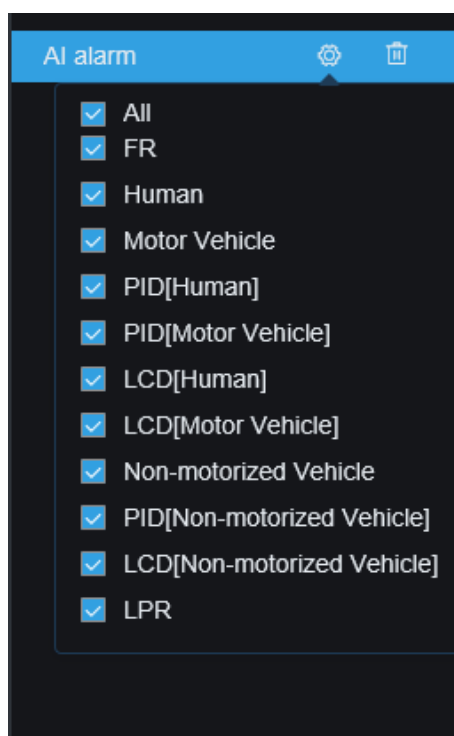 AI alarm
All
FR
Human
Motor Vehicle
PID[Human]
PID[Motor Vehicle]
LCD[Human]
LCD[Motor Vehicle]
Non-motorized Vehicle
PID[Non-motorized Vehicle]
LCD[Non-motorized Vehicle]
LPR